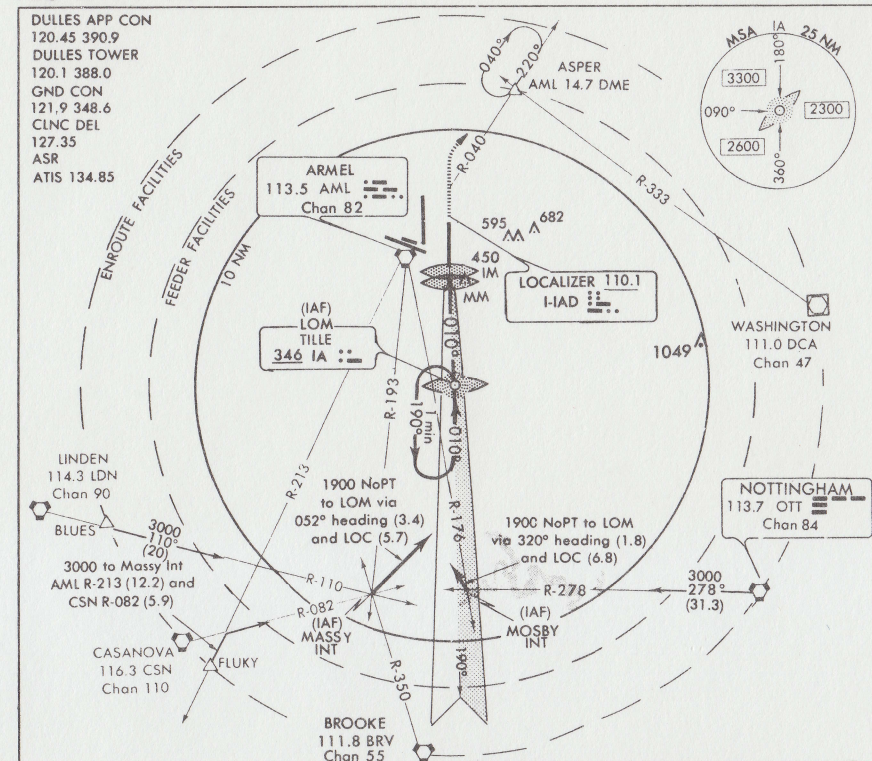 DULLES APP CON
120.45 390.9
DULLES TOWER
120.1 388.0
GND CON
121.9 348.6
CLNC DEL
127.35
ASR
ATIS 134.85
ENROUTE FACILITIES
FEEDER FACILITIES
10 NM
040°
220°
ASPER
AML 14.7 DME
MSA IA 25 NM
180°
3300
090°
2300
2600
360°
R-040
R-333
ARMEL
113.5 AML
Chan 82
595
682
450
IM
MM
LOCALIZER 110.1
I-IAD
WASHINGTON
111.0 DCA
Chan 47
1049
(IAF)
LOM
TILLE
346 IA
010°
R-193
1 min
190°
010°
R-213
LINDEN
114.3 LDN
Chan 90
BLUES
3000
110°
(20)
3000 to Massy Int
AML R-213 (12.2) and
CSN R-082 (5.9)
1900 NoPT
to LOM via
052° heading (3.4)
and LOC (5.7)
R-176
1900 NoPT to LOM
via 320° heading (1.8)
and LOC (6.8)
NOTTINGHAM
113.7 OTT
Chan 84
R-110
R-278
3000
278°
(31.3)
R-082
(IAF)
MASSY
INT
(IAF)
MOSBY
INT
CASANOVA
116.3 CSN
Chan 110
FLUKY
190°
R-350
BROOKE
111.8 BRV
Chan 55